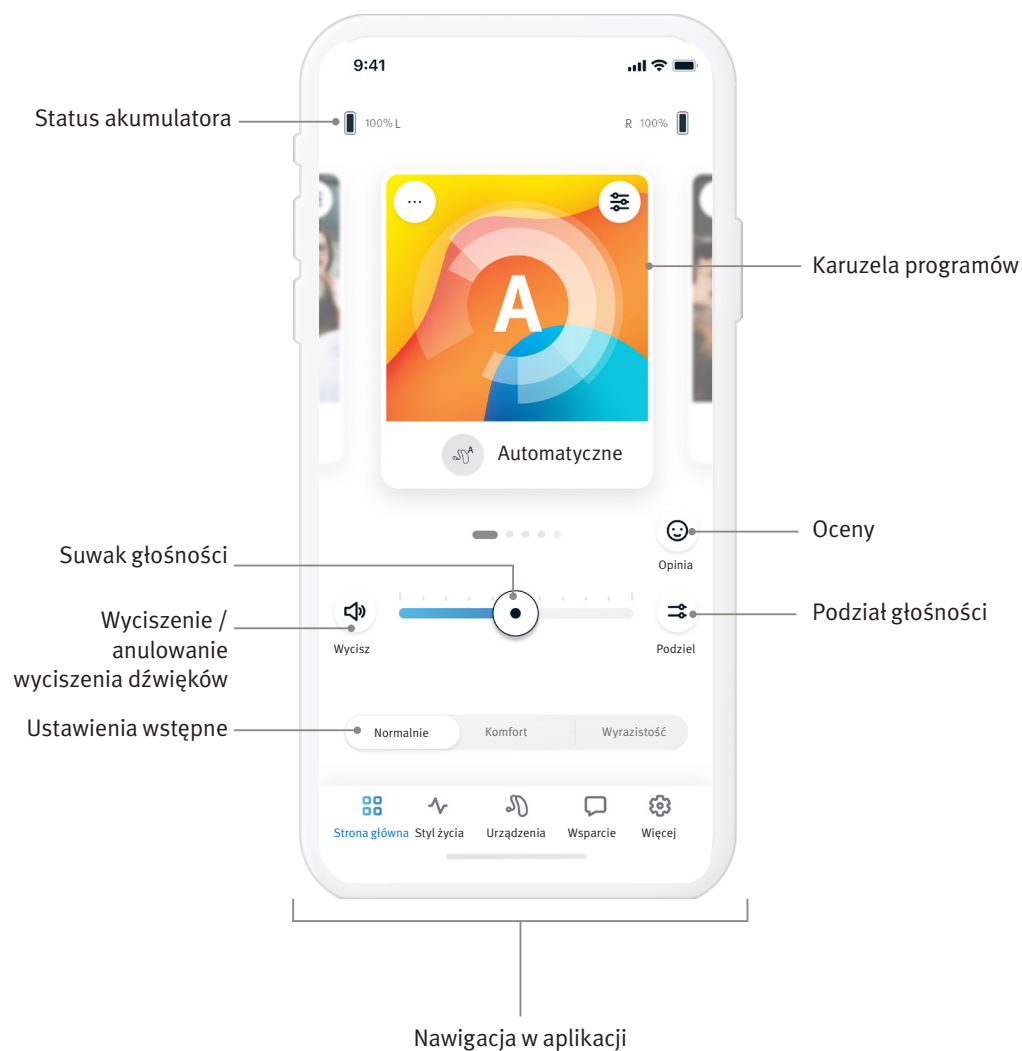 9:41
Status akumulatora
100% L
R 100%
...
A
Karuzela programów
A
Automatyczne
Oceny
Opinia
Suwak głośności
Wyciszenie /
anulowanie
wyciszenia dźwięków
Wycisz
Podział głośności
Podziel
Ustawienia wstępne
Normalnie
Komfort
Wyrazistość
Strona główna
Styl życia
Urządzenia
Wsparcie
Więcej
Nawigacja w aplikacji